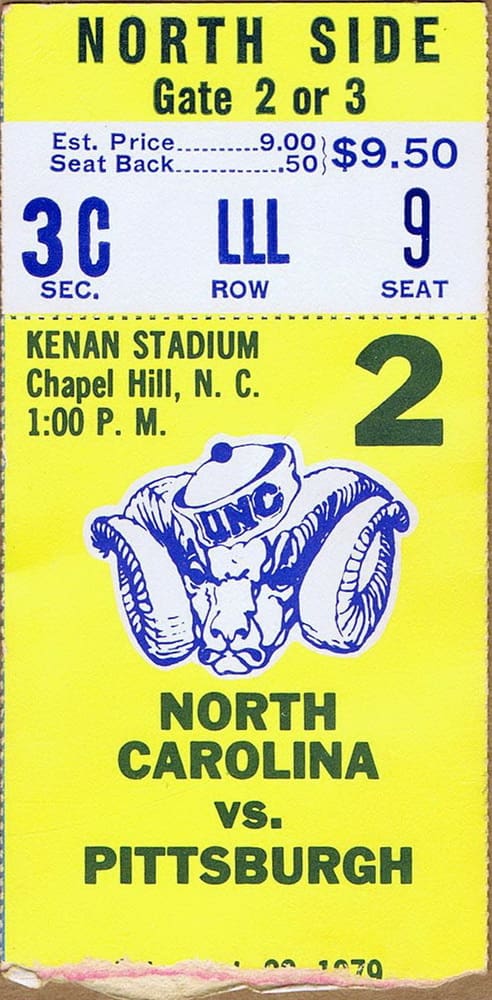 NORTH SIDE
Gate 2 or 3
Est. Price..........9.00
Seat Back.............50
$9.50
3C LLL 9
SEC. ROW SEAT
KENAN STADIUM
Chapel Hill, N. C.
1:00 P. M.
2
UNC
NORTH
CAROLINA
vs.
PITTSBURGH
1979